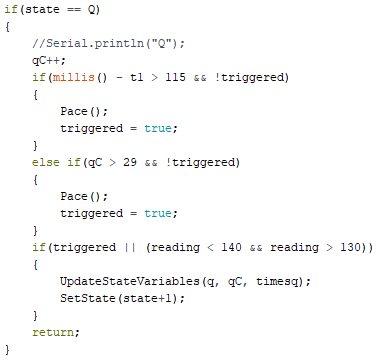 if(state == Q)
{
//Serial.println("Q");
qC++;
if(millis() - t1 > 115 && !triggered)
{
Pace();
triggered = true;
}
else if(qC > 29 && !triggered)
{
Pace();
triggered = true;
}
if(triggered || (reading < 140 && reading > 130))
{
UpdateStateVariables(q, qC, timesq);
SetState(state+1);
}
return;
}